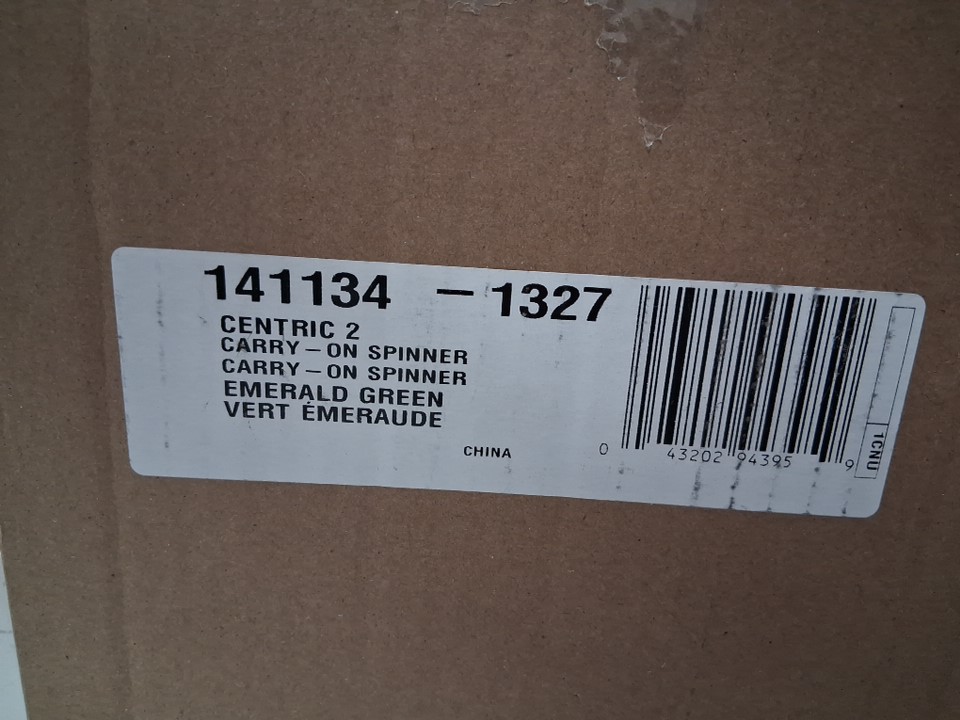 141134 — 1327
CENTRIC 2
CARRY – ON SPINNER
CARRY – ON SPINNER
EMERALD GREEN
VERT ÉMERAUDE
CHINA
0 43202 94395 9
1CNU